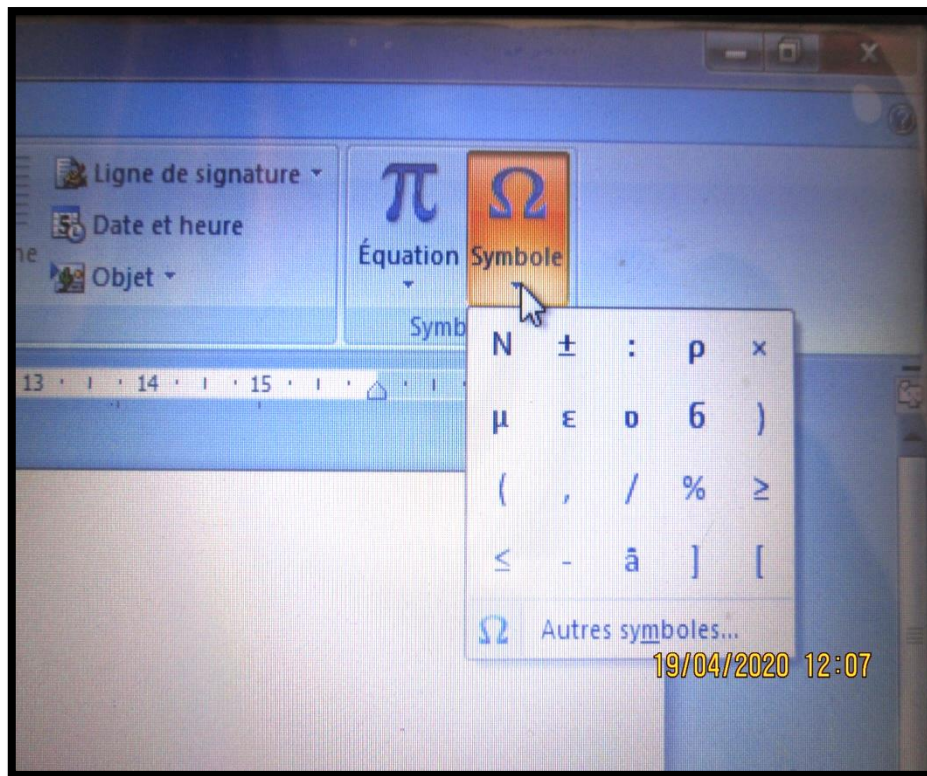 Ligne de signature
Date et heure
Objet
π Ω
Équation Symbole
Symb
13 · ı · 14 · ı · 15 · ı · · ı ·
N ± : ρ ×
μ ε ᴅ б )
( , / % ≥
≤ - â ] [
Ω Autres symboles...
19/04/2020 12:07